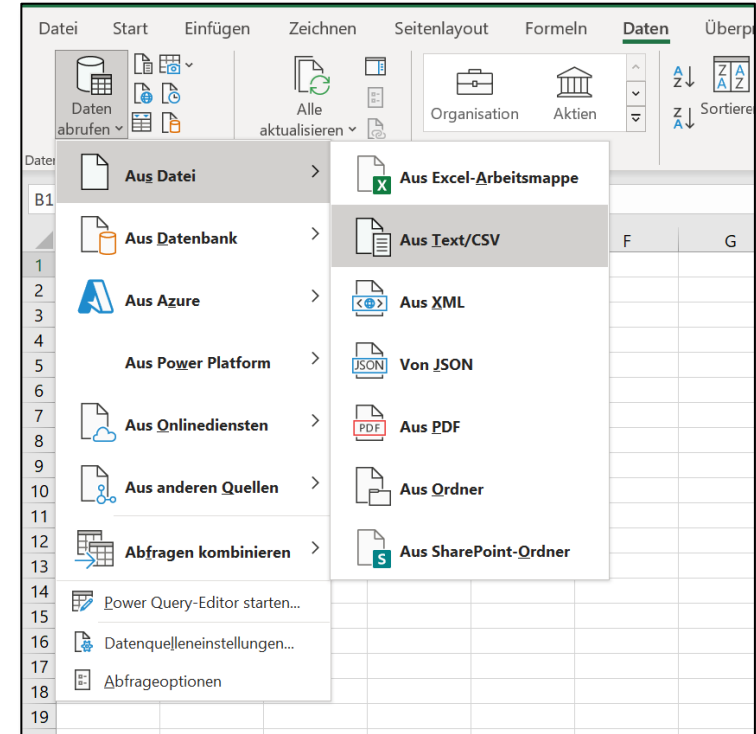 Datei Start Einfügen Zeichnen Seitenlayout Formeln Daten Überpr
Daten abrufen
Alle aktualisieren
Organisation
Aktien
Sortiere
Z A
A Z
Date
B1
F G
Aus Datei
Aus Datenbank
Aus Azure
Aus Power Platform
Aus Onlinediensten
Aus anderen Quellen
Abfragen kombinieren
Power Query-Editor starten...
Datenquelleneinstellungen...
Abfrageoptionen
Aus Excel-Arbeitsmappe
Aus Text/CSV
Aus XML
JSON Von JSON
PDF Aus PDF
Aus Ordner
Aus SharePoint-Ordner
1
2
3
4
5
6
7
8
9
10
11
12
13
14
15
16
17
18
19